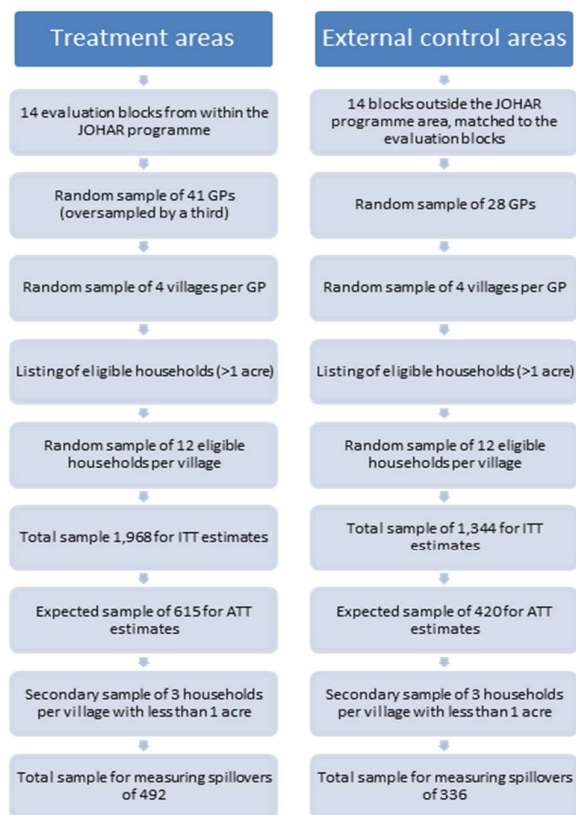 Treatment areas
14 evaluation blocks from within the
JOHAR programme
Random sample of 41 GPs
(oversampled by a third)
Random sample of 4 villages per GP
Listing of eligible households (>1 acre)
Random sample of 12 eligible
households per village
Total sample 1,968 for ITT estimates
Expected sample of 615 for ATT
estimates
Secondary sample of 3 households
per village with less than 1 acre
Total sample for measuring spillovers
of 492
External control areas
14 blocks outside the JOHAR
programme area, matched to the
evaluation blocks
Random sample of 28 GPs
Random sample of 4 villages per GP
Listing of eligible households (>1 acre)
Random sample of 12 eligible
households per village
Total sample of 1,344 for ITT
estimates
Expected sample of 420 for ATT
estimates
Secondary sample of 3 households
per village with less than 1 acre
Total sample for measuring spillovers
of 336